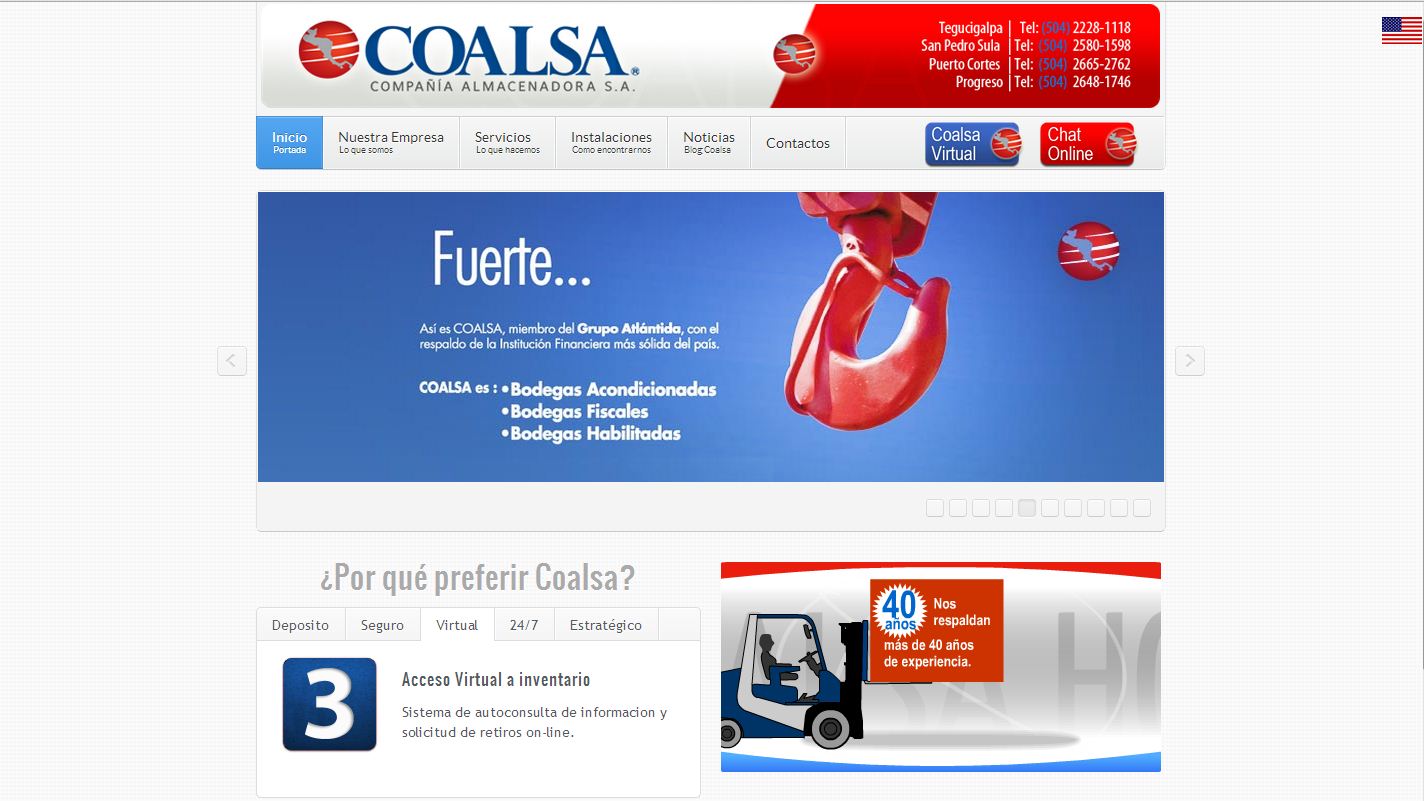 COALSA®
COMPAÑÍA ALMACENADORA S.A.
Tegucigalpa | Tel: (504) 2228-1118
San Pedro Sula | Tel: (504) 2580-1598
Puerto Cortes | Tel: (504) 2665-2762
Progreso | Tel: (504) 2648-1746
Inicio
Portada
Nuestra Empresa
Lo que somos
Servicios
Lo que hacemos
Instalaciones
Como encontrarnos
Noticias
Blog Coalsa
Contactos
Coalsa
Virtual
Chat
Online
Fuerte...
Así es COALSA, miembro del Grupo Atlántida, con el
respaldo de la Institución Financiera más sólida del país.
COALSA es : •Bodegas Acondicionadas
•Bodegas Fiscales
•Bodegas Habilitadas
¿Por qué preferir Coalsa?
Deposito Seguro Virtual 24/7 Estratégico
3
Acceso Virtual a inventario
Sistema de autoconsulta de informacion y
solicitud de retiros on-line.
40
años
Nos
respaldan
más de 40 años
de experiencia.